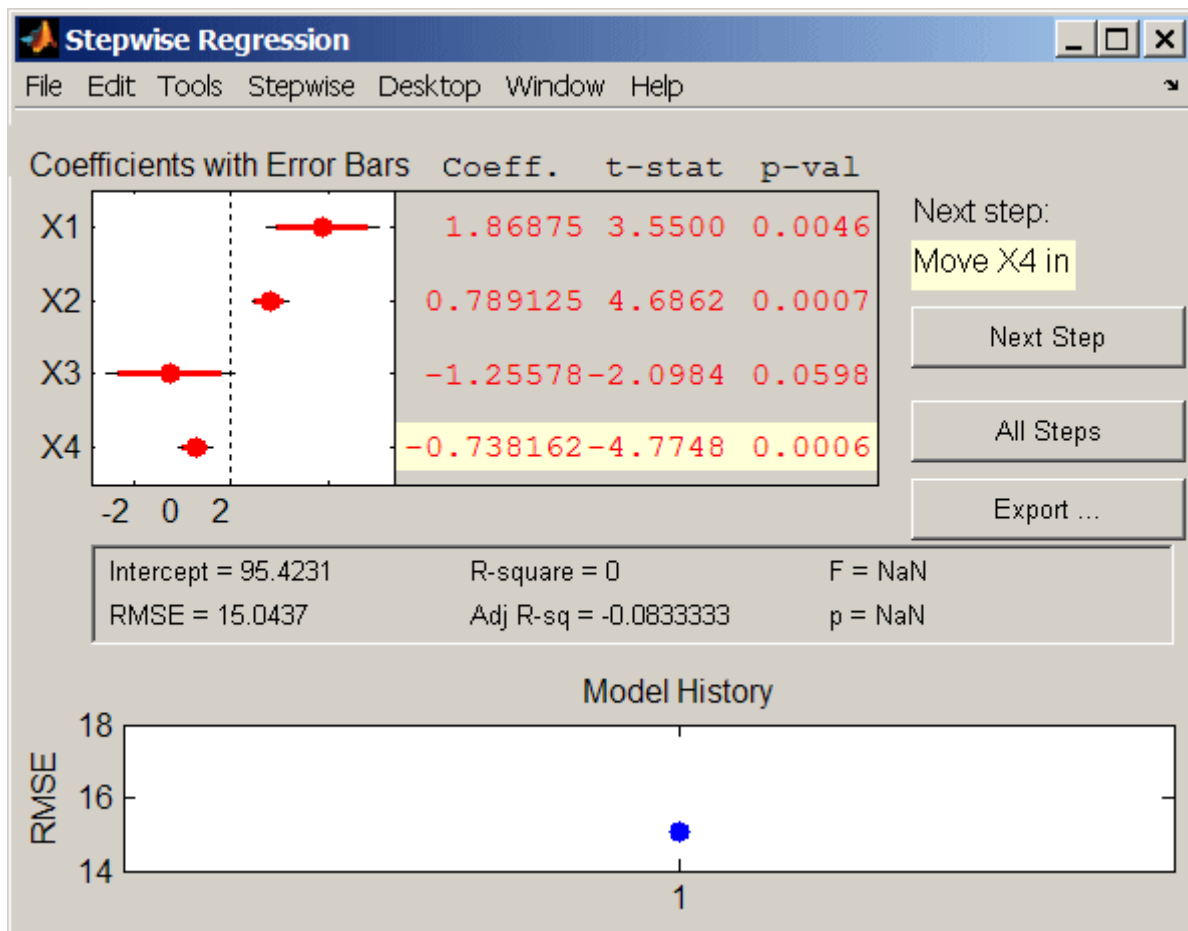 Stepwise Regression
File Edit Tools Stepwise Desktop Window Help
Coefficients with Error Bars Coeff. t-stat p-val
X1 1.86875 3.5500 0.0046
X2 0.789125 4.6862 0.0007
X3 -1.25578 -2.0984 0.0598
X4 -0.738162 -4.7748 0.0006
-2 0 2
Next step:
Move X4 in
Next Step
All Steps
Export ...
Intercept = 95.4231 R-square = 0 F = NaN
RMSE = 15.0437 Adj R-sq = -0.0833333 p = NaN
Model History
RMSE
18
16
14
1